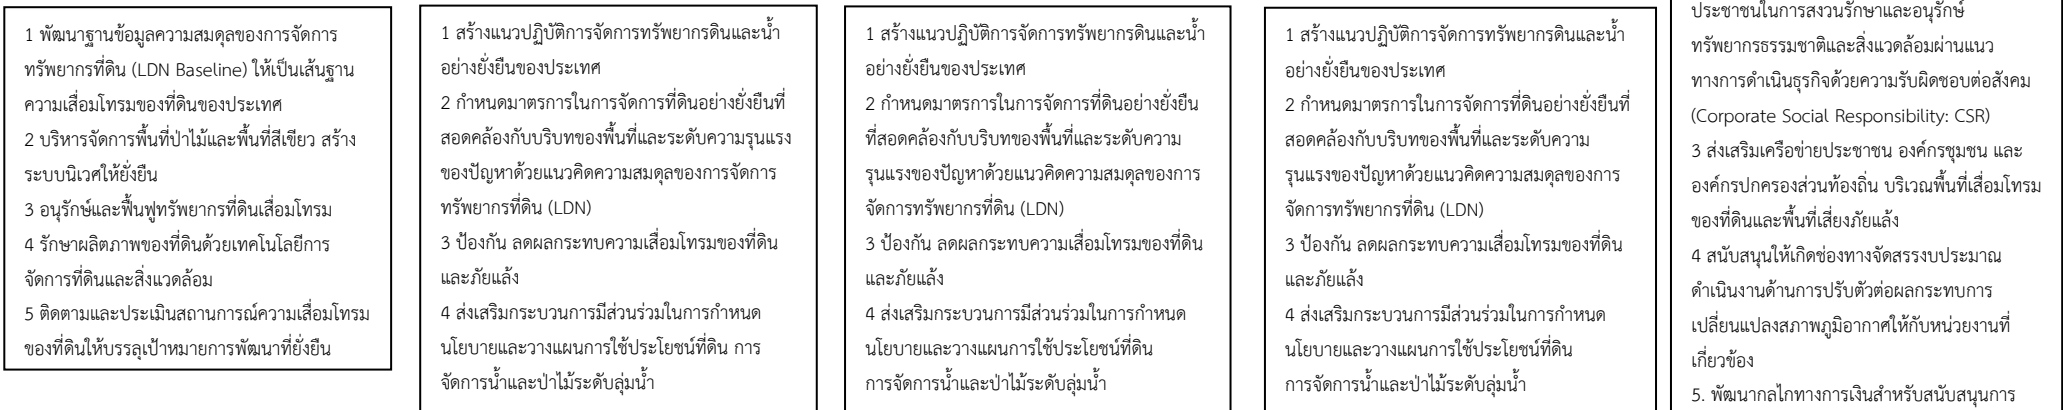 1 พัฒนาฐานข้อมูลความสมดุลของการจัดการ
ทรัพยากรที่ดิน (LDN Baseline) ให้เป็นเส้นฐาน
ความเสื่อมโทรมของที่ดินของประเทศ
2 บริหารจัดการพื้นที่ป่าไม้และพื้นที่สีเขียว สร้าง
ระบบนิเวศให้ยั่งยืน
3 อนุรักษ์และฟื้นฟูทรัพยากรที่ดินเสื่อมโทรม
4 รักษาผลิตภาพของที่ดินด้วยเทคโนโลยีการ
จัดการที่ดินและสิ่งแวดล้อม
5 ติดตามและประเมินสถานการณ์ความเสื่อมโทรม
ของที่ดินให้บรรลุเป้าหมายการพัฒนาที่ยั่งยืน
1 สร้างแนวปฏิบัติการจัดการทรัพยากรดินและน้ำ
อย่างยั่งยืนของประเทศ
2 กำหนดมาตรการในการจัดการที่ดินอย่างยั่งยืนที่
สอดคล้องกับบริบทของพื้นที่และระดับความรุนแรง
ของปัญหาด้วยแนวคิดความสมดุลของการจัดการ
ทรัพยากรที่ดิน (LDN)
3 ป้องกัน ลดผลกระทบความเสื่อมโทรมของที่ดิน
และภัยแล้ง
4 ส่งเสริมกระบวนการมีส่วนร่วมในการกำหนด
นโยบายและวางแผนการใช้ประโยชน์ที่ดิน การ
จัดการน้ำและป่าไม้ระดับลุ่มน้ำ
1 สร้างแนวปฏิบัติการจัดการทรัพยากรดินและน้ำ
อย่างยั่งยืนของประเทศ
2 กำหนดมาตรการในการจัดการที่ดินอย่างยั่งยืน
ที่สอดคล้องกับบริบทของพื้นที่และระดับความ
รุนแรงของปัญหาด้วยแนวคิดความสมดุลของการ
จัดการทรัพยากรที่ดิน (LDN)
3 ป้องกัน ลดผลกระทบความเสื่อมโทรมของที่ดิน
และภัยแล้ง
4 ส่งเสริมกระบวนการมีส่วนร่วมในการกำหนด
นโยบายและวางแผนการใช้ประโยชน์ที่ดิน
การจัดการน้ำและป่าไม้ระดับลุ่มน้ำ
1 สร้างแนวปฏิบัติการจัดการทรัพยากรดินและน้ำ
อย่างยั่งยืนของประเทศ
2 กำหนดมาตรการในการจัดการที่ดินอย่างยั่งยืนที่
สอดคล้องกับบริบทของพื้นที่และระดับความ
รุนแรงของปัญหาด้วยแนวคิดความสมดุลของการ
จัดการทรัพยากรที่ดิน (LDN)
3 ป้องกัน ลดผลกระทบความเสื่อมโทรมของที่ดิน
และภัยแล้ง
4 ส่งเสริมกระบวนการมีส่วนร่วมในการกำหนด
นโยบายและวางแผนการใช้ประโยชน์ที่ดิน
การจัดการน้ำและป่าไม้ระดับลุ่มน้ำ
ประชาชนในการสงวนรักษาและอนุรักษ์
ทรัพยากรธรรมชาติและสิ่งแวดล้อมผ่านแนว
ทางการดำเนินธุรกิจด้วยความรับผิดชอบต่อสังคม
(Corporate Social Responsibility: CSR)
3 ส่งเสริมเครือข่ายประชาชน องค์กรชุมชน และ
องค์กรปกครองส่วนท้องถิ่น บริเวณพื้นที่เสื่อมโทรม
ของที่ดินและพื้นที่เสี่ยงภัยแล้ง
4 สนับสนุนให้เกิดช่องทางจัดสรรงบประมาณ
ดำเนินงานด้านการปรับตัวต่อผลกระทบการ
เปลี่ยนแปลงสภาพภูมิอากาศให้กับหน่วยงานที่
เกี่ยวข้อง
5. พัฒนากลไกทางการเงินสำหรับสนับสนุนการ